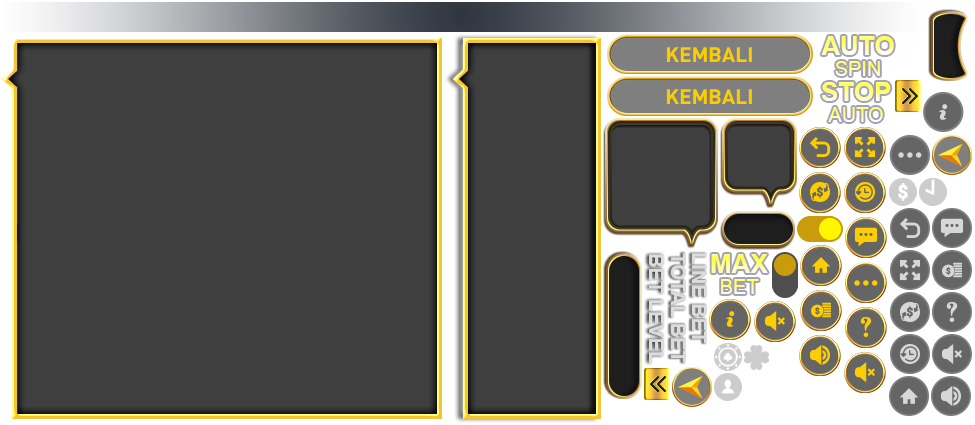 KEMBALI
KEMBALI
AUTO
SPIN
STOP
AUTO
MAX
BET
LINE BET
TOTAL BET
BET LEVEL